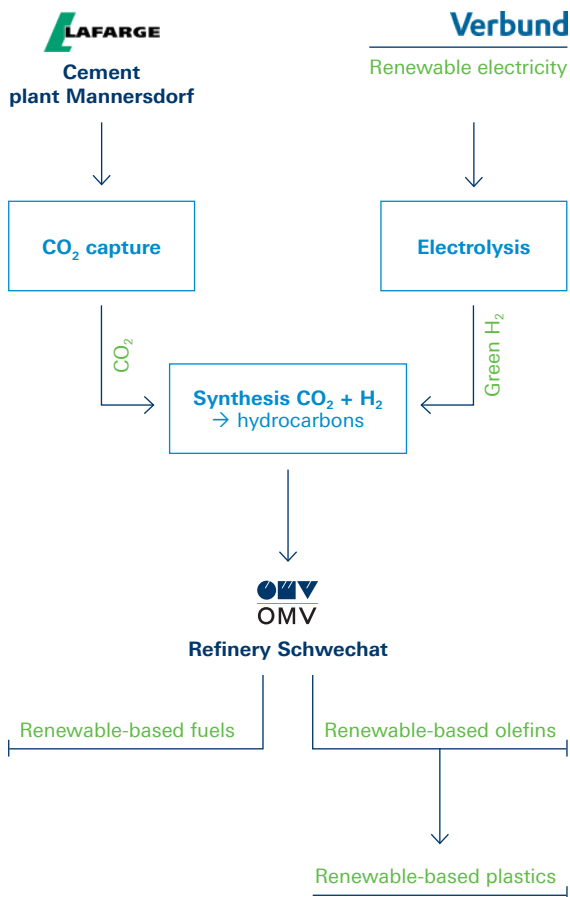 LAFARGE
Cement
plant Mannersdorf
Verbund
Renewable electricity
CO₂ capture
Electrolysis
CO₂
Green H₂
Synthesis CO₂ + H₂
→ hydrocarbons
OMV
OMV
Refinery Schwechat
Renewable-based fuels
Renewable-based olefins
Renewable-based plastics